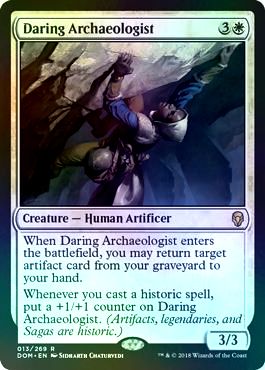 Daring Archaeologist 3
Creature — Human Artificer
When Daring Archaeologist enters
the battlefield, you may return target
artifact card from your graveyard to
your hand.
Whenever you cast a historic spell,
put a +1/+1 counter on Daring
Archaeologist. (Artifacts, legendaries, and
Sagas are historic.)
3/3
013/269 R
DOM • EN Sidharth Chaturvedi
™ & © 2018 Wizards of the Coast